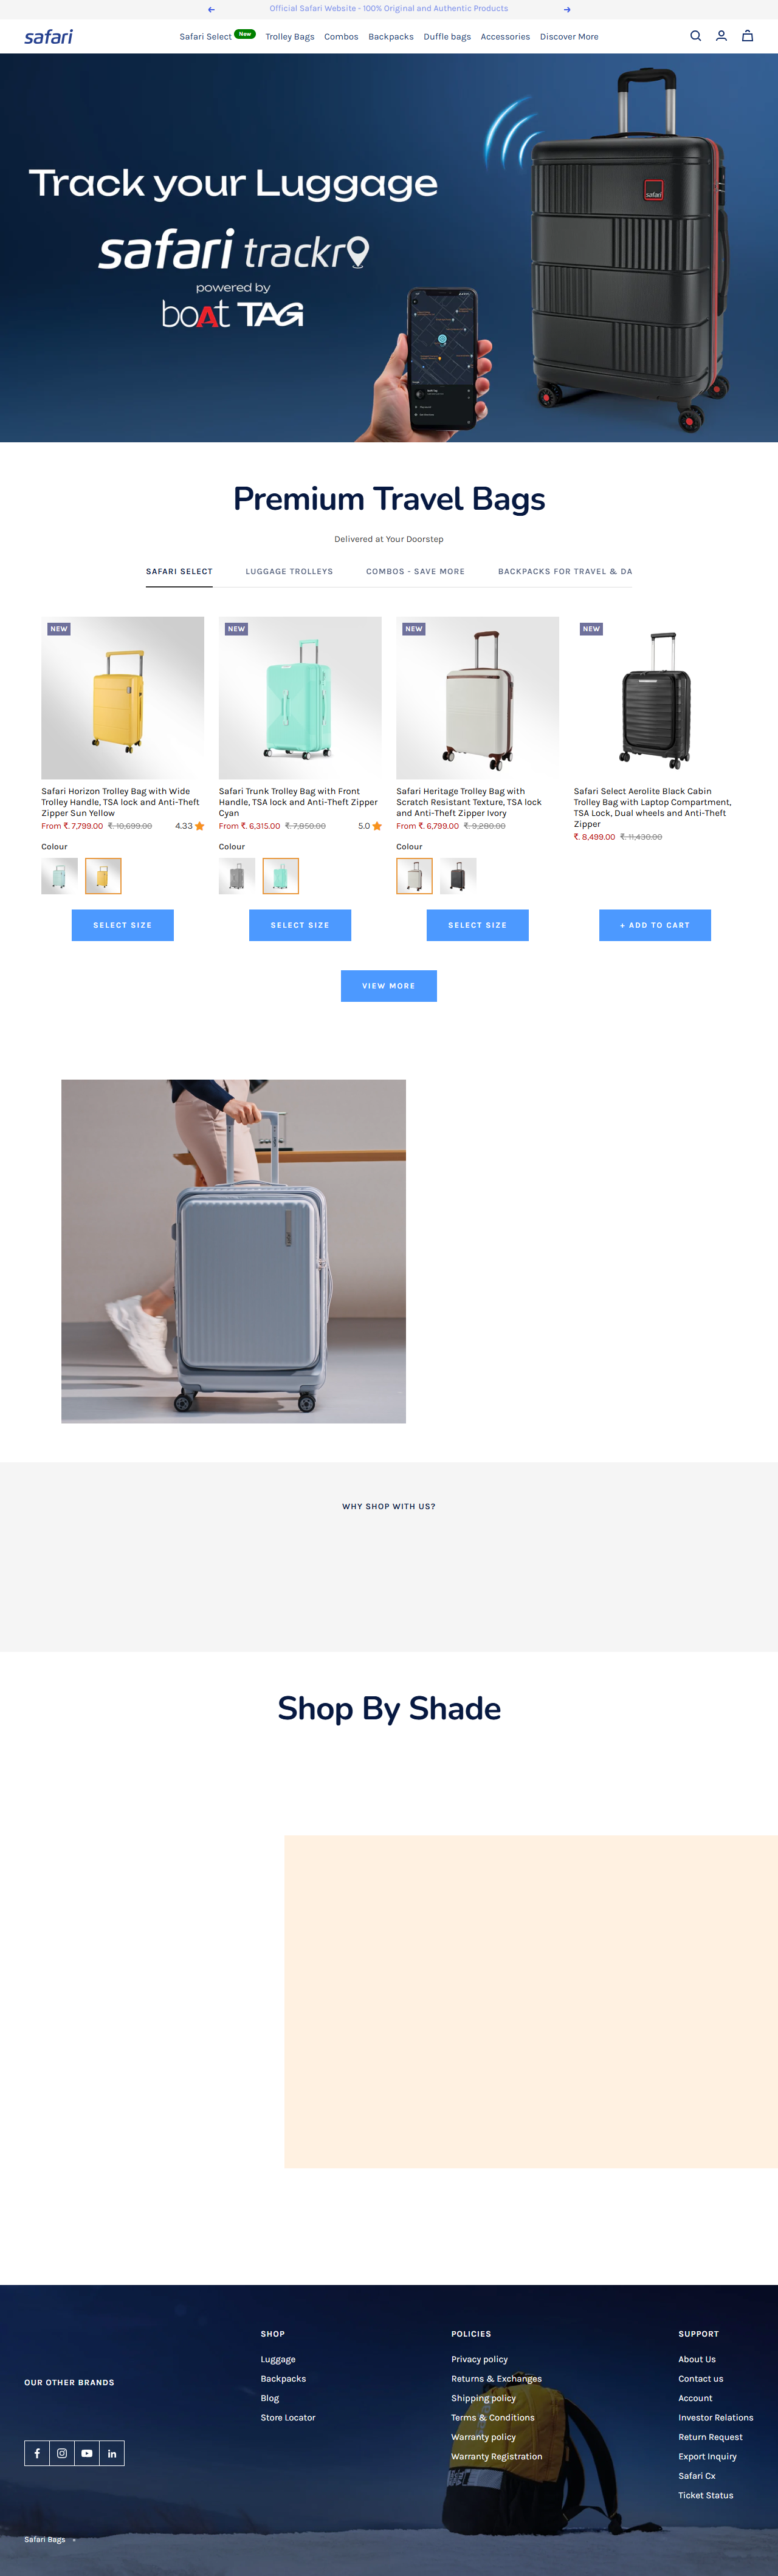 Official Safari Website - 100% Original and Authentic Products
safari
Safari Select New Trolley Bags Combos Backpacks Duffle bags Accessories Discover More
Track your Luggage
safari trackr
powered by
boAt TAG
safari
Premium Travel Bags
Delivered at Your Doorstep
SAFARI SELECT LUGGAGE TROLLEYS COMBOS - SAVE MORE BACKPACKS FOR TRAVEL & DA
NEW
Safari Horizon Trolley Bag with Wide
Trolley Handle, TSA lock and Anti-Theft
Zipper Sun Yellow
From ₹. 7,799.00 ₹. 10,699.00 4.33
Colour
SELECT SIZE
NEW
Safari Trunk Trolley Bag with Front
Handle, TSA lock and Anti-Theft Zipper
Cyan
From ₹. 6,315.00 ₹. 7,850.00 5.0
Colour
SELECT SIZE
NEW
Safari Heritage Trolley Bag with
Scratch Resistant Texture, TSA lock
and Anti-Theft Zipper Ivory
From ₹. 6,799.00 ₹. 9,280.00
Colour
SELECT SIZE
NEW
Safari Select Aerolite Black Cabin
Trolley Bag with Laptop Compartment,
TSA Lock, Dual wheels and Anti-Theft
Zipper
₹. 8,499.00 ₹. 11,430.00
+ ADD TO CART
VIEW MORE
WHY SHOP WITH US?
Shop By Shade
OUR OTHER BRANDS
SHOP
Luggage
Backpacks
Blog
Store Locator
POLICIES
Privacy policy
Returns & Exchanges
Shipping policy
Terms & Conditions
Warranty policy
Warranty Registration
SUPPORT
About Us
Contact us
Account
Investor Relations
Return Request
Export Inquiry
Safari Cx
Ticket Status
Safari Bags